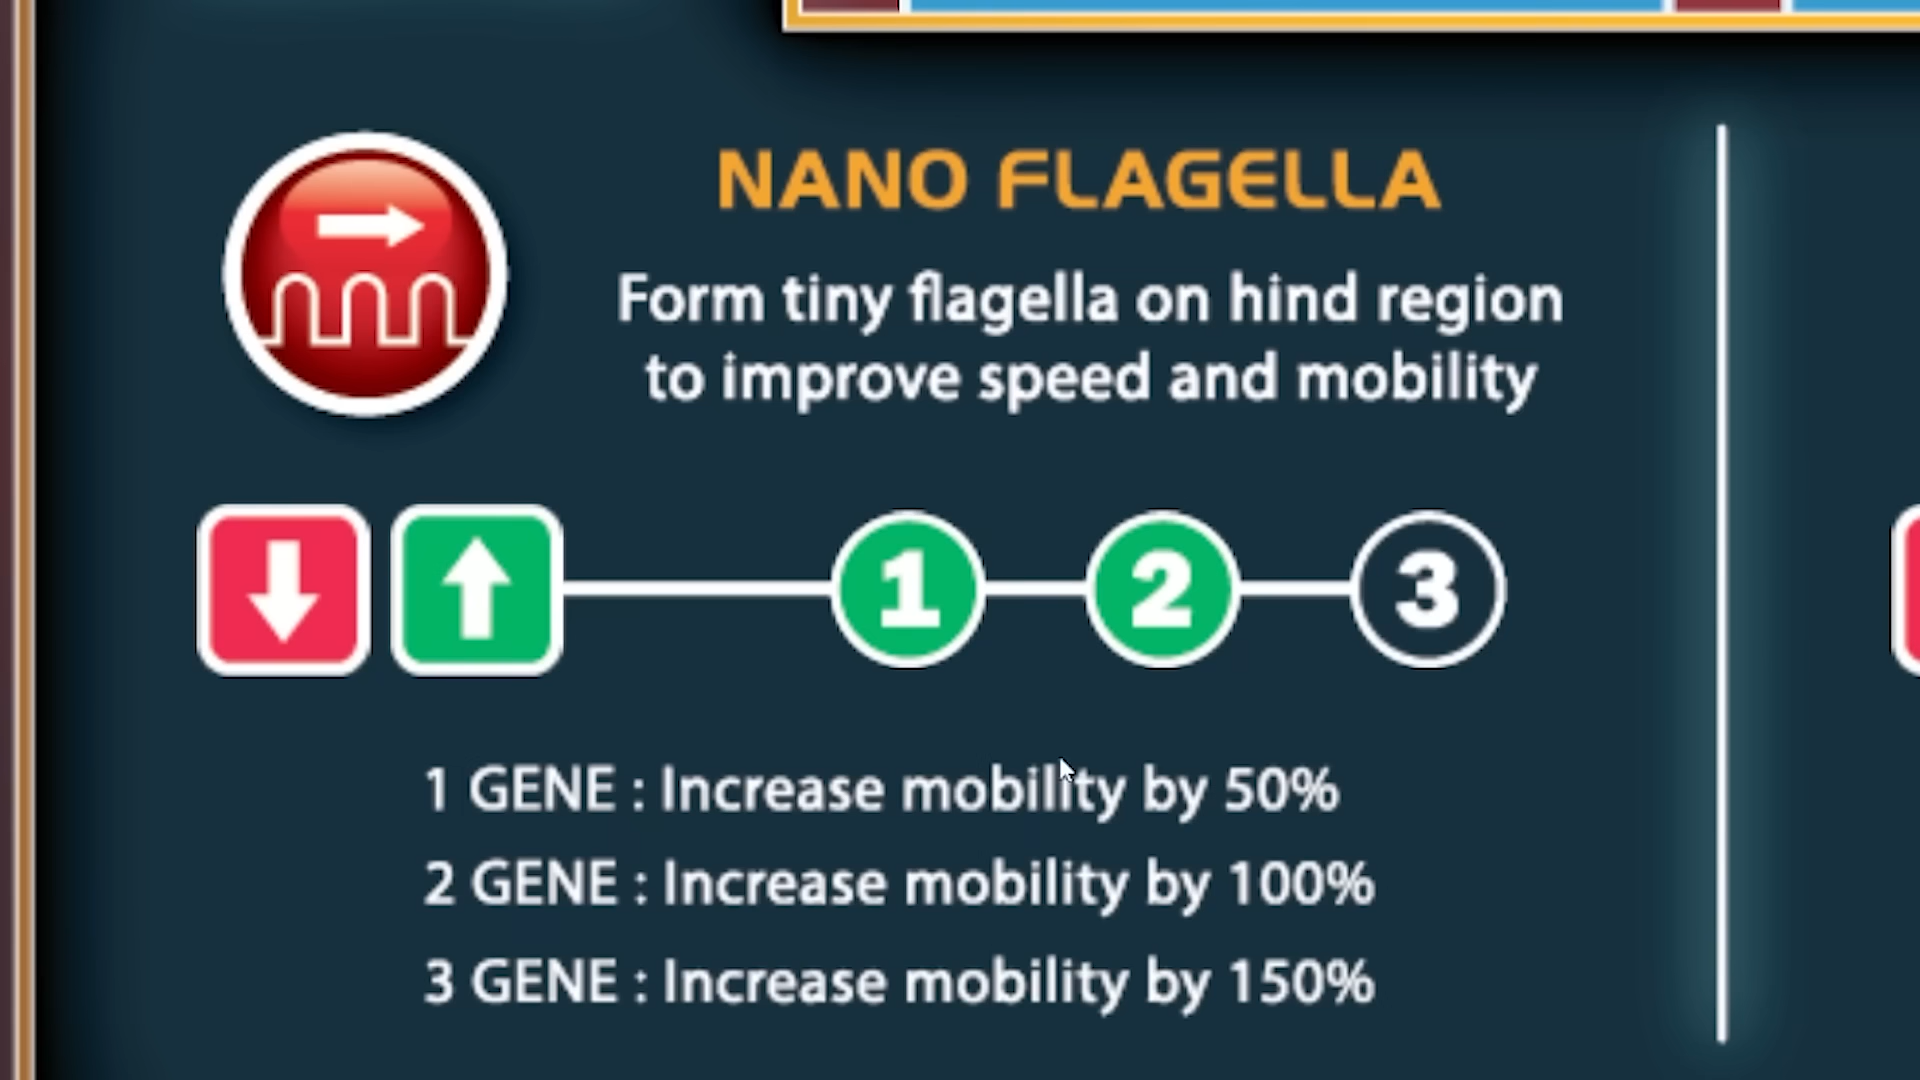 NANO FLAGELLA
Form tiny flagella on hind region
to improve speed and mobility
1 2 3
1 GENE : Increase mobility by 50%
2 GENE : Increase mobility by 100%
3 GENE : Increase mobility by 150%